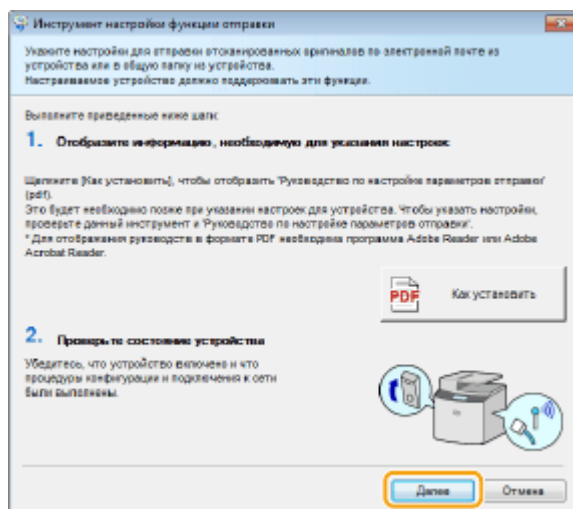 Инструмент настройки функции отправки
Укажите настройки для отправки отсканированных оригиналов по электронной почте из
устройства или в общую папку из устройства.
Настраиваемое устройство должно поддерживать эти функции.
Выполните приведенные ниже шаги:
1. Отобразите информацию, необходимую для указания настроек
Щелкните [Как установить], чтобы отобразить 'Руководство по настройке параметров отправки'
(pdf).
Это будет необходимо позже при указании настроек для устройства. Чтобы указать настройки,
проверьте данный инструмент и 'Руководство по настройке параметров отправки'.
* Для отображения руководств в формате PDF необходима программа Adobe Reader или Adobe
Acrobat Reader.
PDF
Как установить
2. Проверьте состояние устройства
Убедитесь, что устройство включено и что
процедуры конфигурации и подключения к сети
были выполнены.
Далее
Отмена